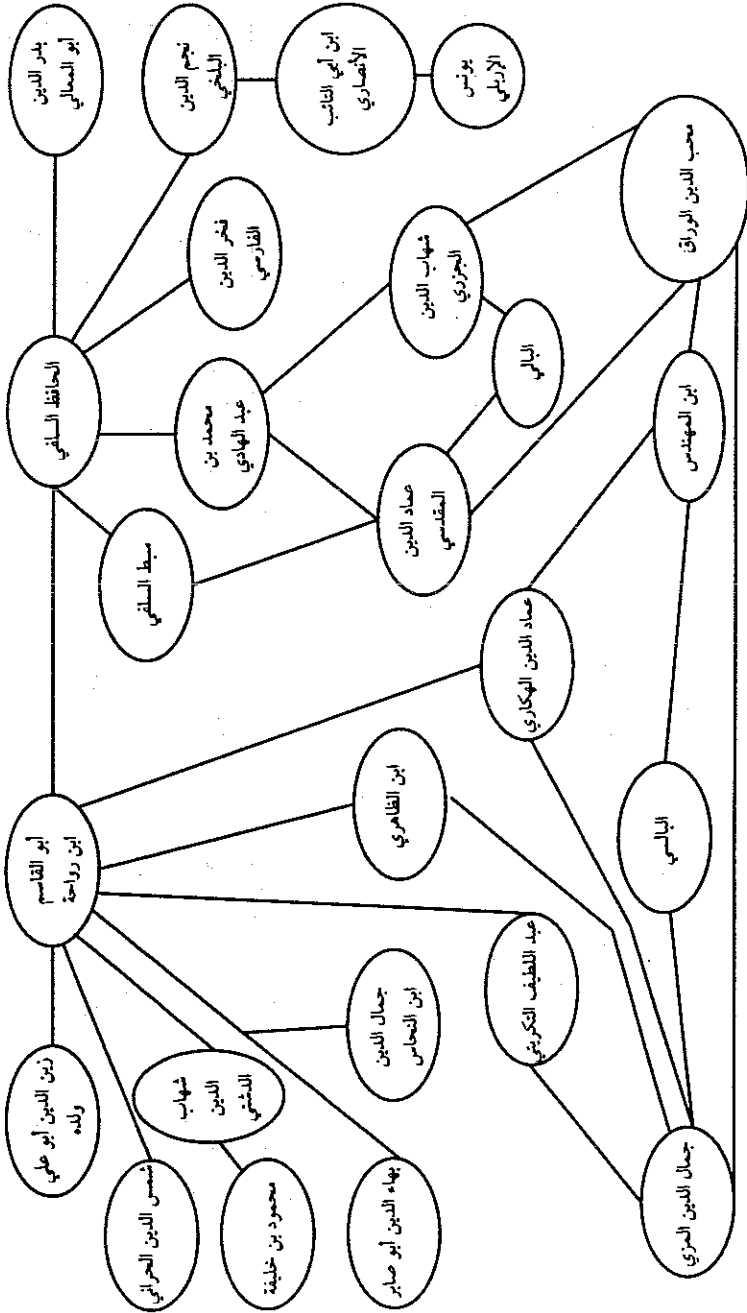 بدر الدين
أبو المعالي
الحافظ السلفي
أبو القاسم
ابن رواحة
زين الدين أبو علي
ولده
نجم الدين
البلخي
سبط السلفي
شمس الدين الحراني
فخر الدين
الفارسي
محمد بن
عبد الهادي
شهاب
الدين
الدشتي
محمود بن خليفة
ابن أبي التائب
الأنصاري
ابن الظاهري
جمال الدين
ابن النحاس
بهاء الدين أبو صابر
يونس
الإربلي
شهاب الدين
الجزري
عماد الدين
المقدسي
البالي
عماد الدين الهكاري
عبد اللطيف التكريتي
محب الدين الوراق
ابن المهندس
البالسي
جمال الدين المزي